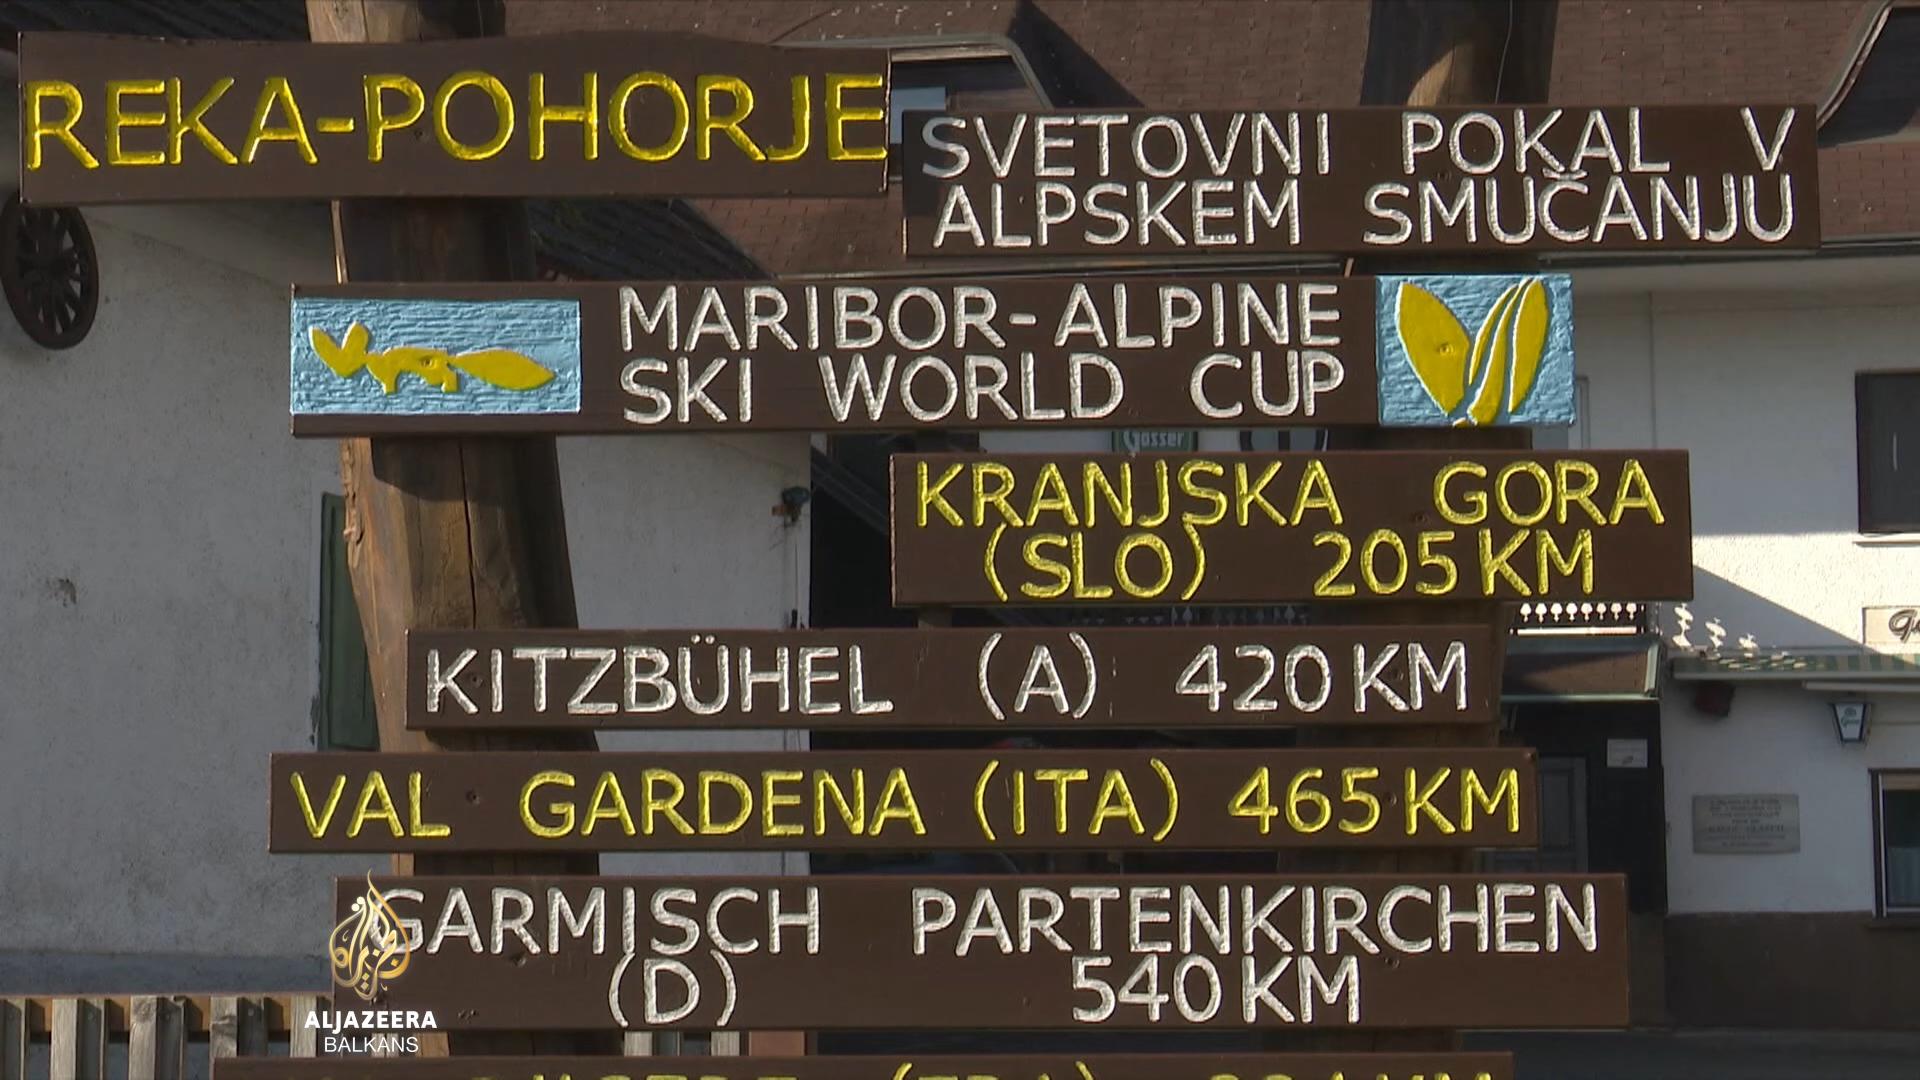 REKA-POHORJE
SVETOVNI POKAL V
ALPSKEM SMUČANJU
MARIBOR-ALPINE
SKI WORLD CUP
Gösser
KRANJSKA GORA
(SLO) 205 KM
KITZBÜHEL (A) 420 KM
VAL GARDENA (ITA) 465 KM
GARMISCH PARTENKIRCHEN
(D) 540 KM
ALJAZEERA
BALKANS